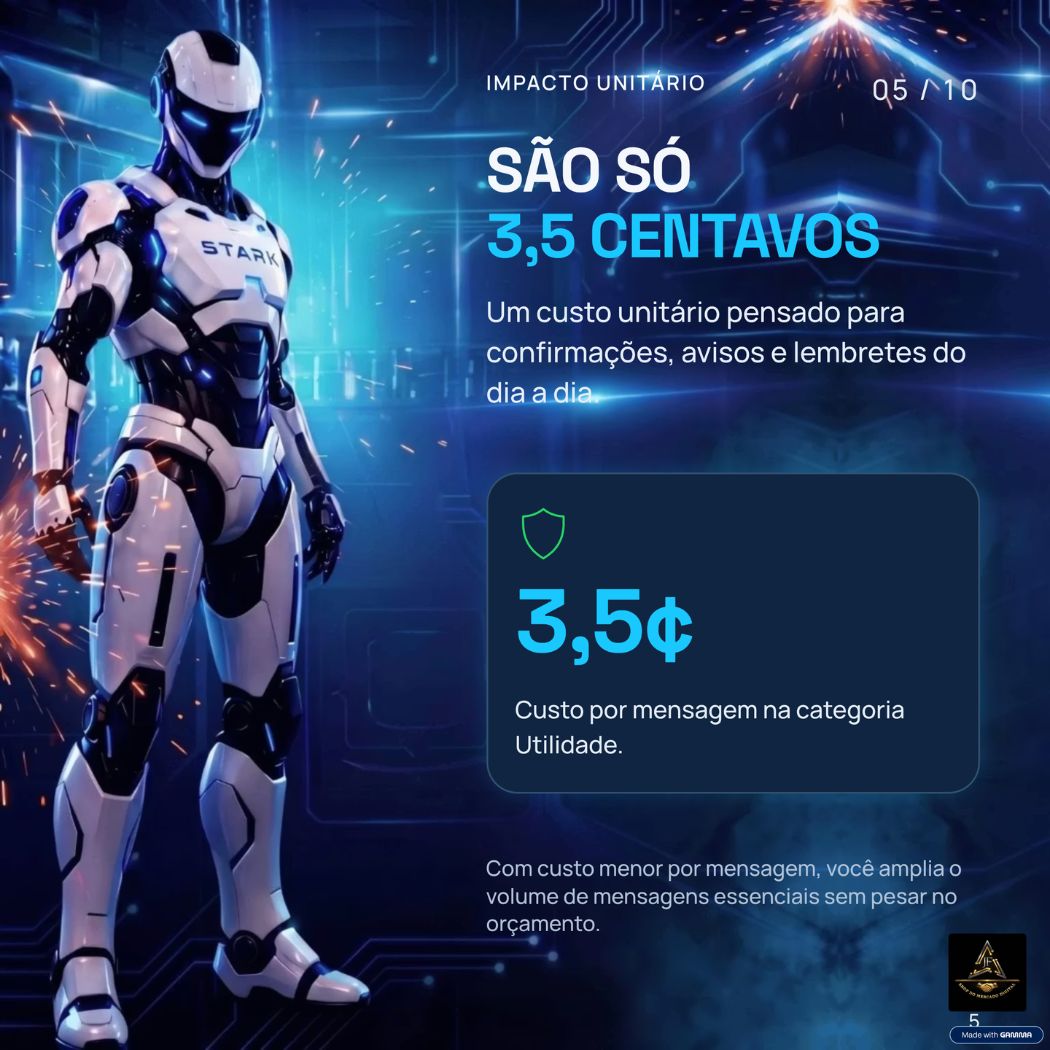 IMPACTO UNITÁRIO
05 / 10
SÃO SÓ
3,5 CENTAVOS
Um custo unitário pensado para
confirmações, avisos e lembretes do
dia a dia.
STARK
3,5¢
Custo por mensagem na categoria
Utilidade.
Com custo menor por mensagem, você amplia o
volume de mensagens essenciais sem pesar no
orçamento.
5
Made with GAMMA